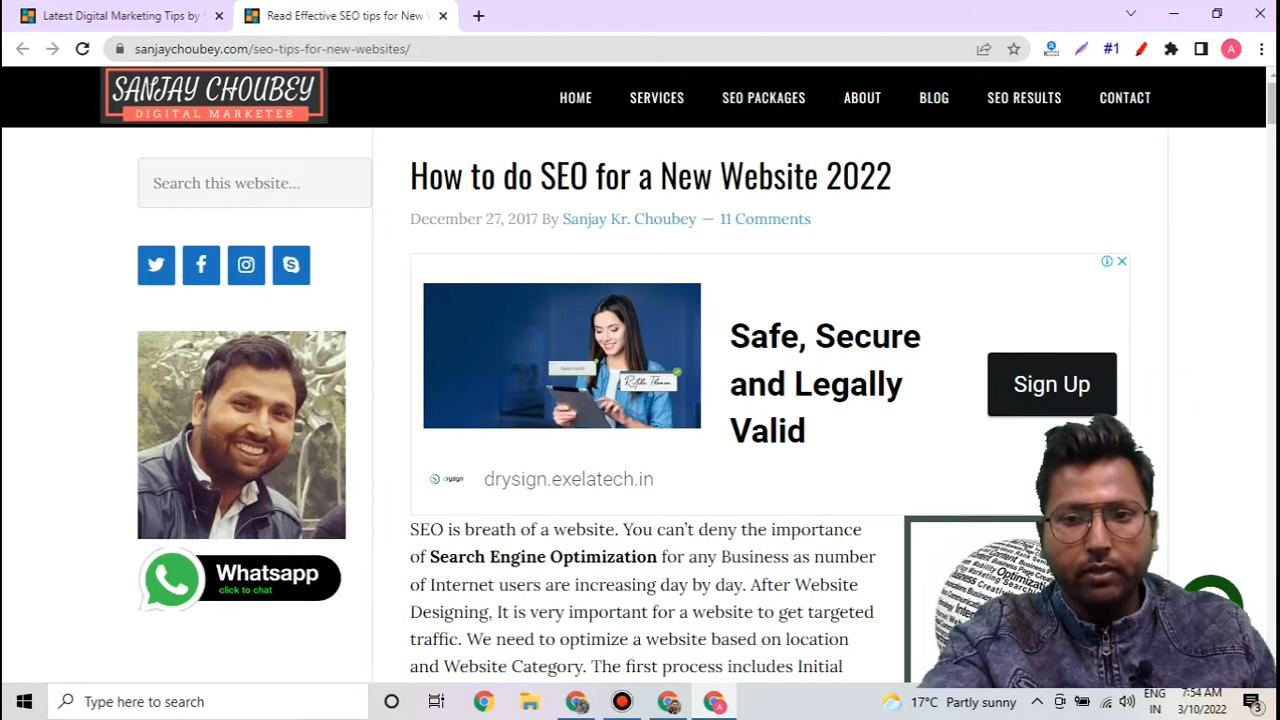 Latest Digital Marketing Tips by S
Read Effective SEO tips for New W
sanjaychoubey.com/seo-tips-for-new-websites/
#1
A
SANJAY CHOUBEY
DIGITAL MARKETER
HOME SERVICES SEO PACKAGES ABOUT BLOG SEO RESULTS CONTACT
Search this website...
How to do SEO for a New Website 2022
December 27, 2017 By Sanjay Kr. Choubey — 11 Comments
Safe, Secure
and Legally
Valid
Sign Up
drysign
drysign.exelatech.in
Whatsapp
click to chat
SEO is breath of a website. You can't deny the importance
of Search Engine Optimization for any Business as number
of Internet users are increasing day by day. After Website
Designing, It is very important for a website to get targeted
traffic. We need to optimize a website based on location
and Website Category. The first process includes Initial
Type here to search
17°C Partly sunny
ENG
IN
7:54 AM
3/10/2022
3